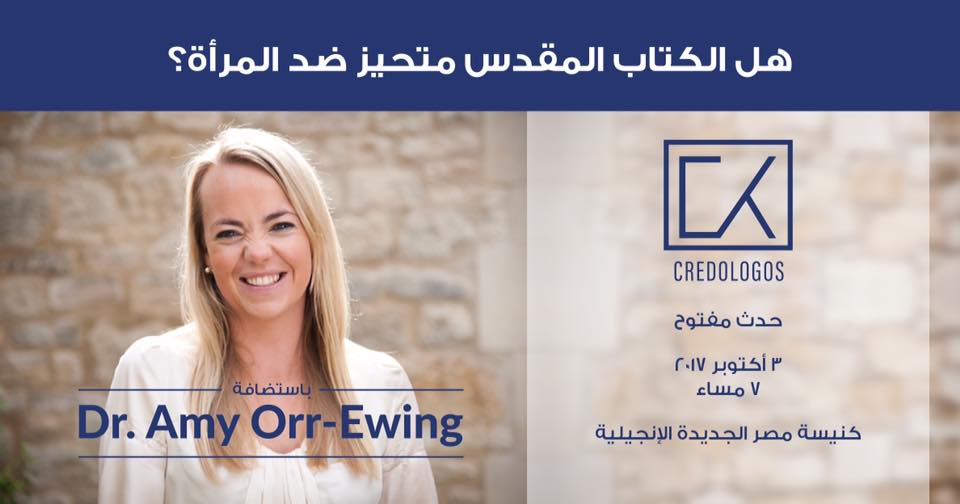 هل الكتاب المقدس متحيز ضد المرأة؟
CREDOLOGOS
حدث مفتوح
٣ أكتوبر ٢٠١٧
٧ مساء
كنيسة مصر الجديدة الإنجيلية
باستضافة
Dr. Amy Orr-Ewing